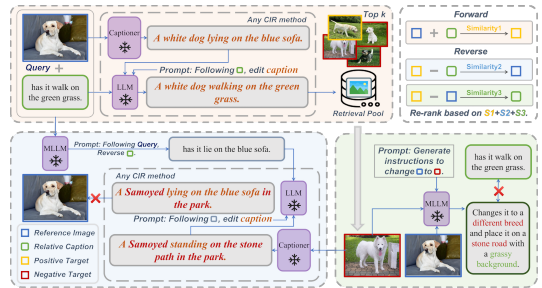 Any CIR method
Captioner
A white dog lying on the blue sofa.
Top k
Query +
has it walk on
the green grass.
LLM
Prompt: Following , edit caption
A white dog walking on the green
grass.
Retrieval Pool
Forward
+ Similarity1
Reverse
− Similarity2
− Similarity3
Re-rank based on S1+S2+S3.
MLLM
Prompt: Following Query,
Reverse .
has it lie on the blue sofa.
Any CIR method
A Samoyed lying on the blue sofa in
the park.
LLM
Prompt: Following , edit caption
A Samoyed standing on the stone
path in the park.
Captioner
Prompt: Generate
instructions to
change to .
has it walk on
the green grass.
MLLM
Changes it to a
different breed and
place it on a
stone road with
a grassy
background.
Reference Image
Relative Caption
Positive Target
Negative Target